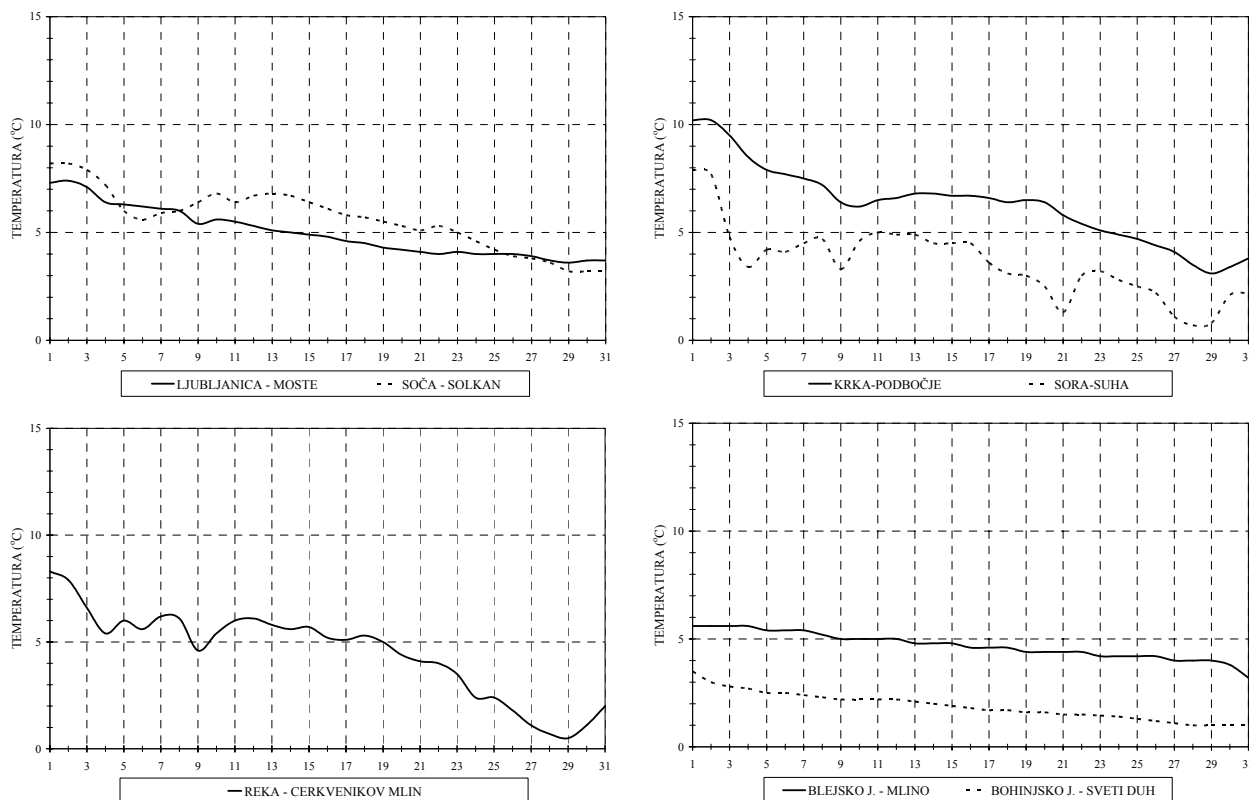 15
10
5
0
TEMPERATURA (°C)
1 3 5 7 9 11 13 15 17 19 21 23 25 27 29 31
LJUBLJANICA - MOSTE SOČA - SOLKAN
15
10
5
0
TEMPERATURA (°C)
1 3 5 7 9 11 13 15 17 19 21 23 25 27 29 31
KRKA-PODBOČJE SORA-SUHA
15
10
5
0
TEMPERATURA (°C)
1 3 5 7 9 11 13 15 17 19 21 23 25 27 29 31
REKA - CERKVENIKOV MLIN
15
10
5
0
TEMPERATURA (°C)
1 3 5 7 9 11 13 15 17 19 21 23 25 27 29 31
BLEJSKO J. - MLINO BOHINJSKO J. - SVETI DUH